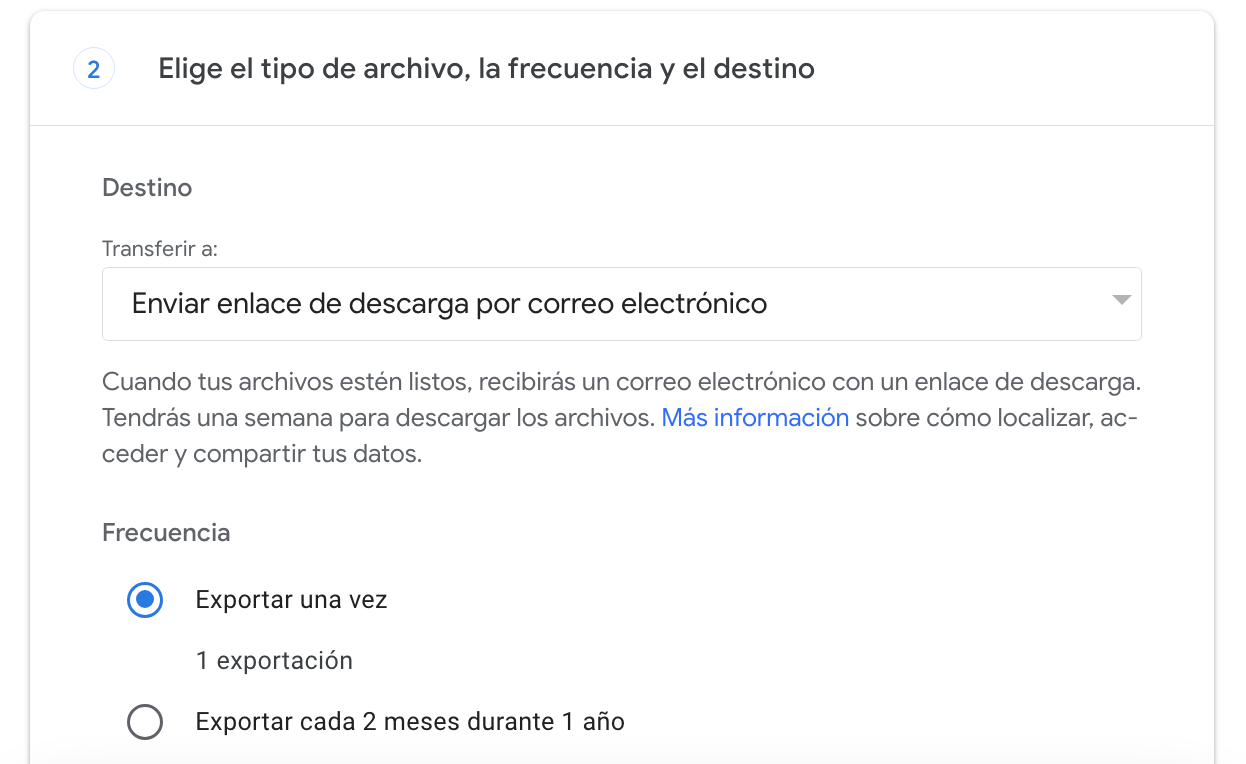 2
Elige el tipo de archivo, la frecuencia y el destino
Destino
Transferir a:
Enviar enlace de descarga por correo electrónico
Cuando tus archivos estén listos, recibirás un correo electrónico con un enlace de descarga.
Tendrás una semana para descargar los archivos. Más información sobre cómo localizar, ac-
ceder y compartir tus datos.
Frecuencia
Exportar una vez
1 exportación
Exportar cada 2 meses durante 1 año